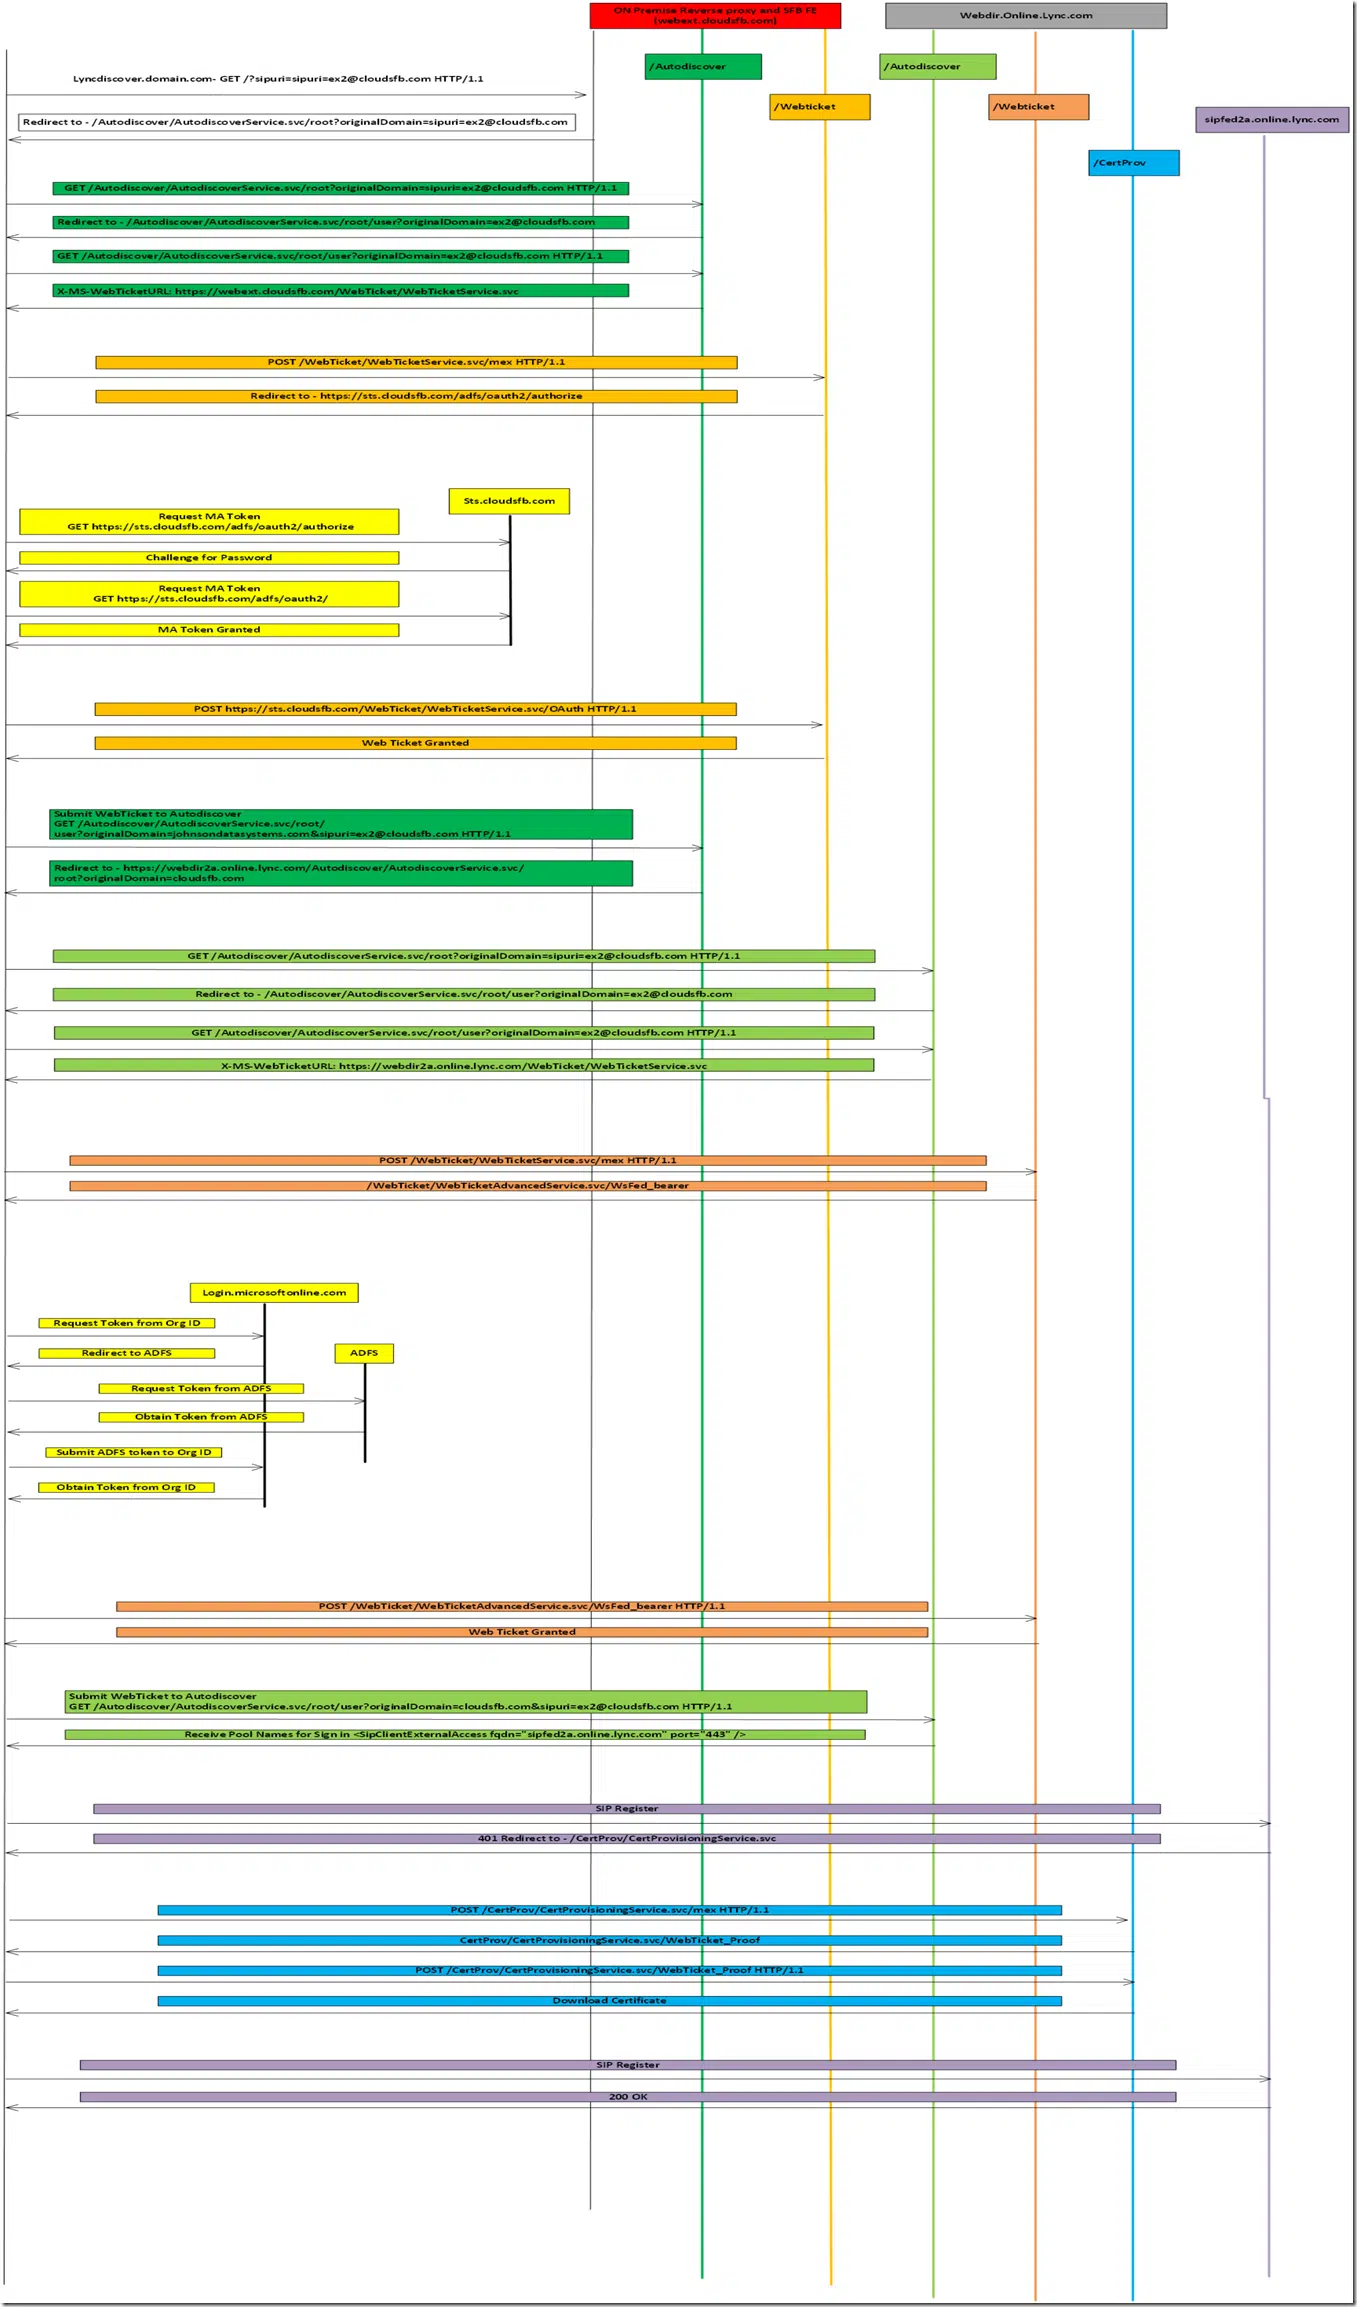 ON Premise Reverse proxy and SFB FE
(webext.cloudsfb.com)
Webdir.Online.Lync.com
/Autodiscover
/Autodiscover
/Webticket
/Webticket
sipfed2a.online.lync.com
/CertProv
Lyncdiscover.domain.com- GET /?sipuri=sipuri=ex2@cloudsfb.com HTTP/1.1
Redirect to - /Autodiscover/AutodiscoverService.svc/root?originalDomain=sipuri=ex2@cloudsfb.com
GET /Autodiscover/AutodiscoverService.svc/root?originalDomain=sipuri=ex2@cloudsfb.com HTTP/1.1
Redirect to - /Autodiscover/AutodiscoverService.svc/root/user?originalDomain=ex2@cloudsfb.com
GET /Autodiscover/AutodiscoverService.svc/root/user?originalDomain=ex2@cloudsfb.com HTTP/1.1
X-MS-WebTicketURL: https://webext.cloudsfb.com/WebTicket/WebTicketService.svc
POST /WebTicket/WebTicketService.svc/mex HTTP/1.1
Redirect to - https://sts.cloudsfb.com/adfs/oauth2/authorize
Sts.cloudsfb.com
Request MA Token
GET https://sts.cloudsfb.com/adfs/oauth2/authorize
Challenge for Password
Request MA Token
GET https://sts.cloudsfb.com/adfs/oauth2/
MA Token Granted
POST https://sts.cloudsfb.com/WebTicket/WebTicketService.svc/OAuth HTTP/1.1
Web Ticket Granted
Submit WebTicket to Autodiscover
GET /Autodiscover/AutodiscoverService.svc/root/
user?originalDomain=johnsondatasystems.com&sipuri=ex2@cloudsfb.com HTTP/1.1
Redirect to - https://webdir2a.online.lync.com/Autodiscover/AutodiscoverService.svc/
root?originalDomain=cloudsfb.com
GET /Autodiscover/AutodiscoverService.svc/root?originalDomain=sipuri=ex2@cloudsfb.com HTTP/1.1
Redirect to - /Autodiscover/AutodiscoverService.svc/root/user?originalDomain=ex2@cloudsfb.com
GET /Autodiscover/AutodiscoverService.svc/root/user?originalDomain=ex2@cloudsfb.com HTTP/1.1
X-MS-WebTicketURL: https://webdir2a.online.lync.com/WebTicket/WebTicketService.svc
POST /WebTicket/WebTicketService.svc/mex HTTP/1.1
/WebTicket/WebTicketAdvancedService.svc/WsFed_bearer
Login.microsoftonline.com
Request Token from Org ID
Redirect to ADFS
ADFS
Request Token from ADFS
Obtain Token from ADFS
Submit ADFS token to Org ID
Obtain Token from Org ID
POST /WebTicket/WebTicketAdvancedService.svc/WsFed_bearer HTTP/1.1
Web Ticket Granted
Submit WebTicket to Autodiscover
GET /Autodiscover/AutodiscoverService.svc/root/user?originalDomain=cloudsfb.com&sipuri=ex2@cloudsfb.com HTTP/1.1
Receive Pool Names for Sign in <SipClientExternalAccess fqdn="sipfed2a.online.lync.com" port="443" />
SIP Register
401 Redirect to - /CertProv/CertProvisioningService.svc
POST /CertProv/CertProvisioningService.svc/mex HTTP/1.1
CertProv/CertProvisioningService.svc/WebTicket_Proof
POST /CertProv/CertProvisioningService.svc/WebTicket_Proof HTTP/1.1
Download Certificate
SIP Register
200 OK